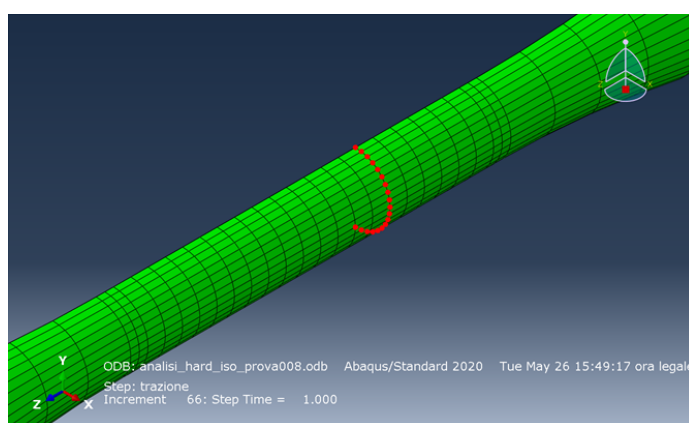 Y
Z
X
ODB: analisi_hard_iso_prova008.odb Abaqus/Standard 2020 Tue May 26 15:49:17 ora legale
Step: trazione
Increment 66: Step Time = 1.000
Y
Z X